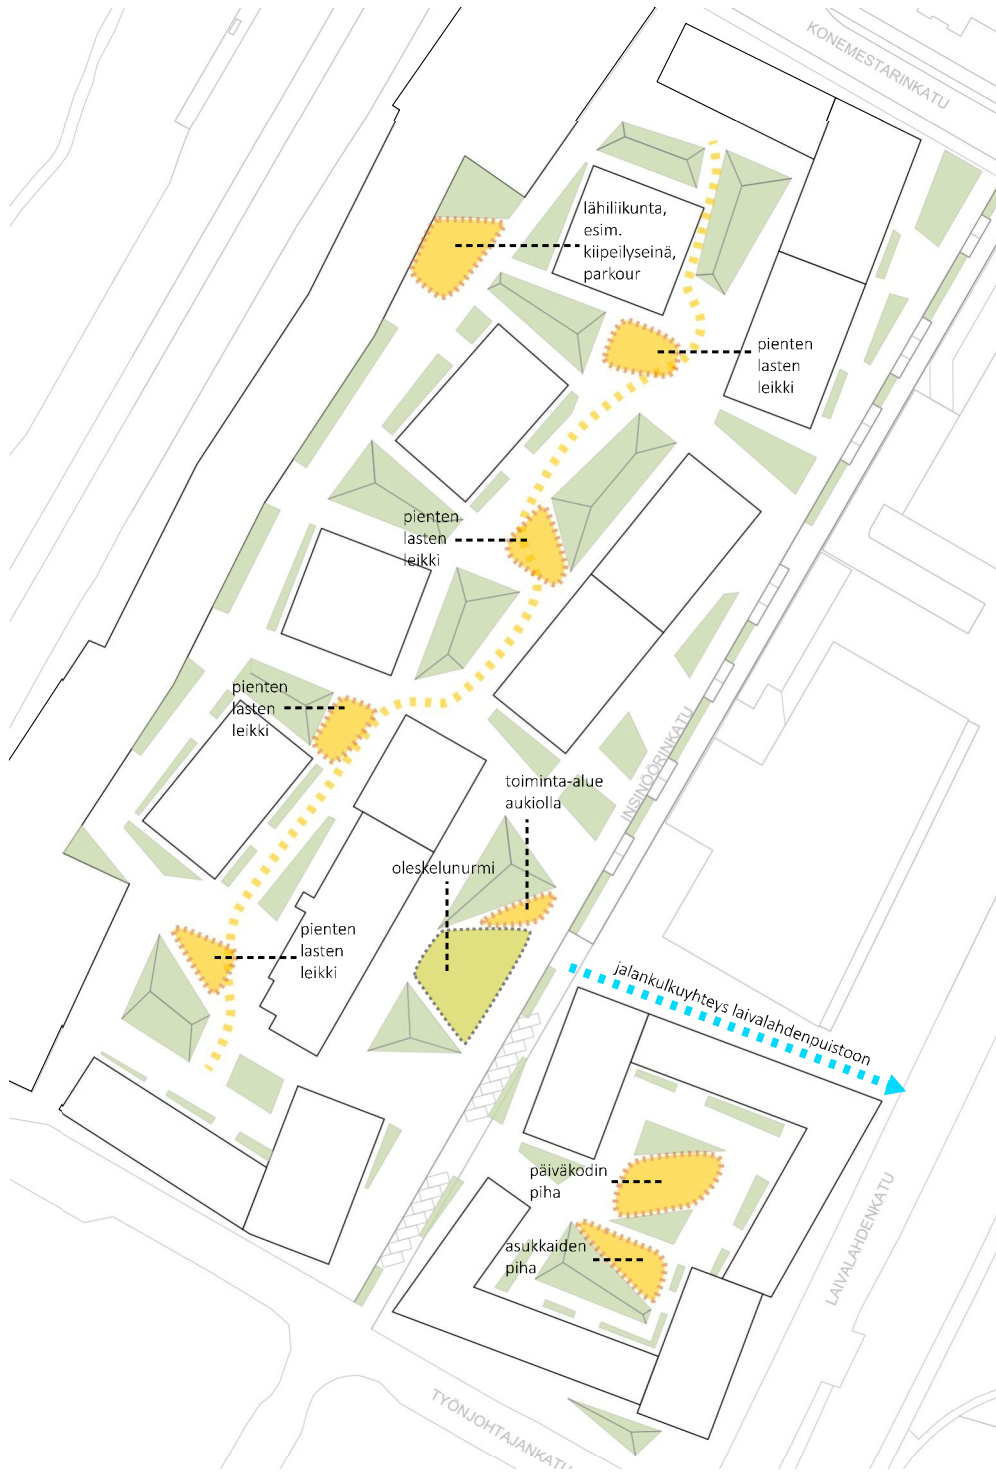 KONEMESTARINKATU
lähiliikunta,
esim.
kiipeilyseinä,
parkour
pienten
lasten
leikki
pienten
lasten
leikki
pienten
lasten
leikki
INSINÖÖRINKATU
toiminta-alue
aukiolla
oleskelunurmi
pienten
lasten
leikki
jalankulkuyhteys laivalahdenpuistoon
päiväkodin
piha
asukkaiden
piha
LAIVALAHDENKATU
TYÖNJOHTAJANKATU